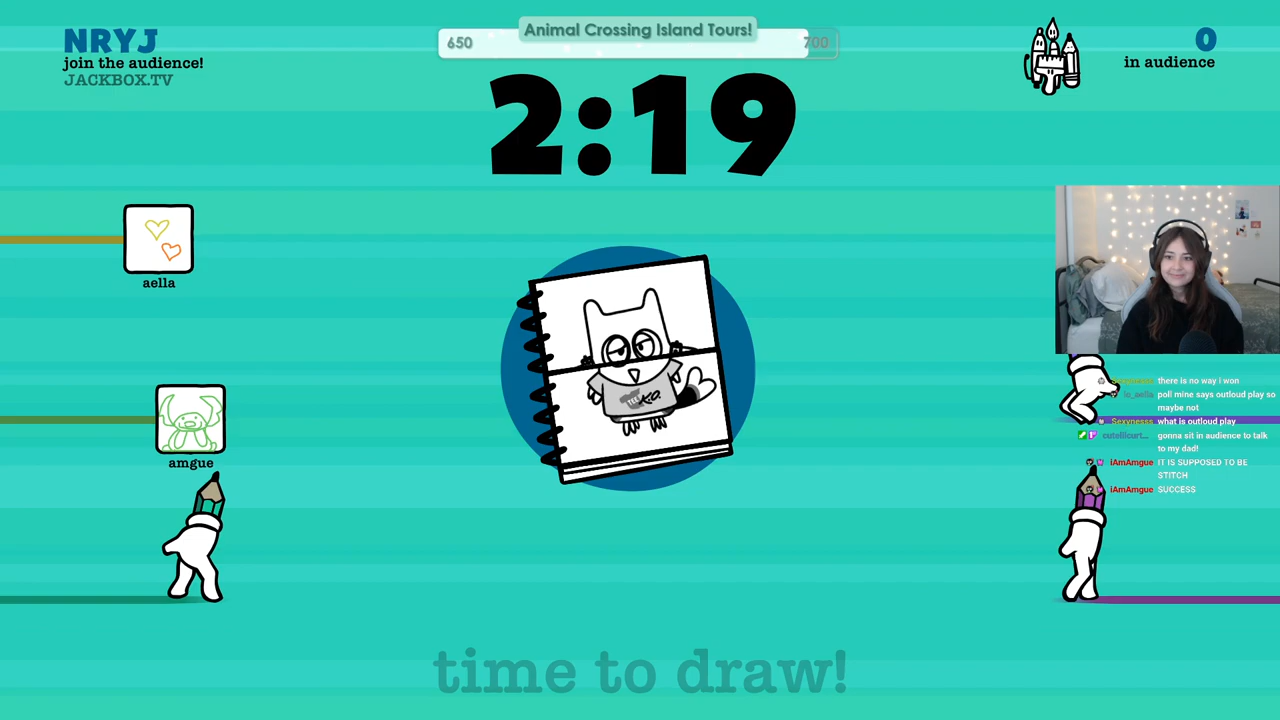 NRYJ
join the audience!
JACKBOX.TV
Animal Crossing Island Tours!
650
700
2:19
0
in audience
aella
amgue
TEE
K.O.
there is no way i won
poll mine says outloud play so
maybe not
Sexynesss what is outloud play
cutellicurt... gonna sit in audience to talk
to my dad!
iAmAmgue IT IS SUPPOSED TO BE
STITCH
iAmAmgue SUCCESS
time to draw!